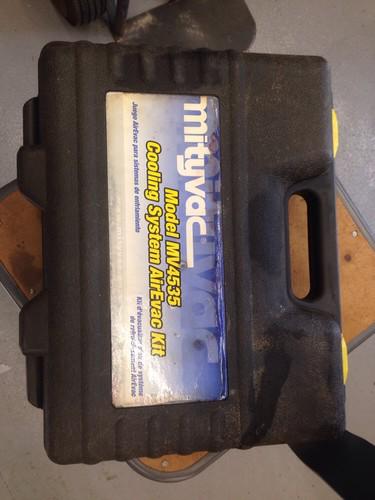 mityvac
Model MV4535
Cooling System AirEvac Kit
Juego AirEvac para sistemas de enfriamiento
Kit d'évacuation d'air de système
de refroidissement AirEvac